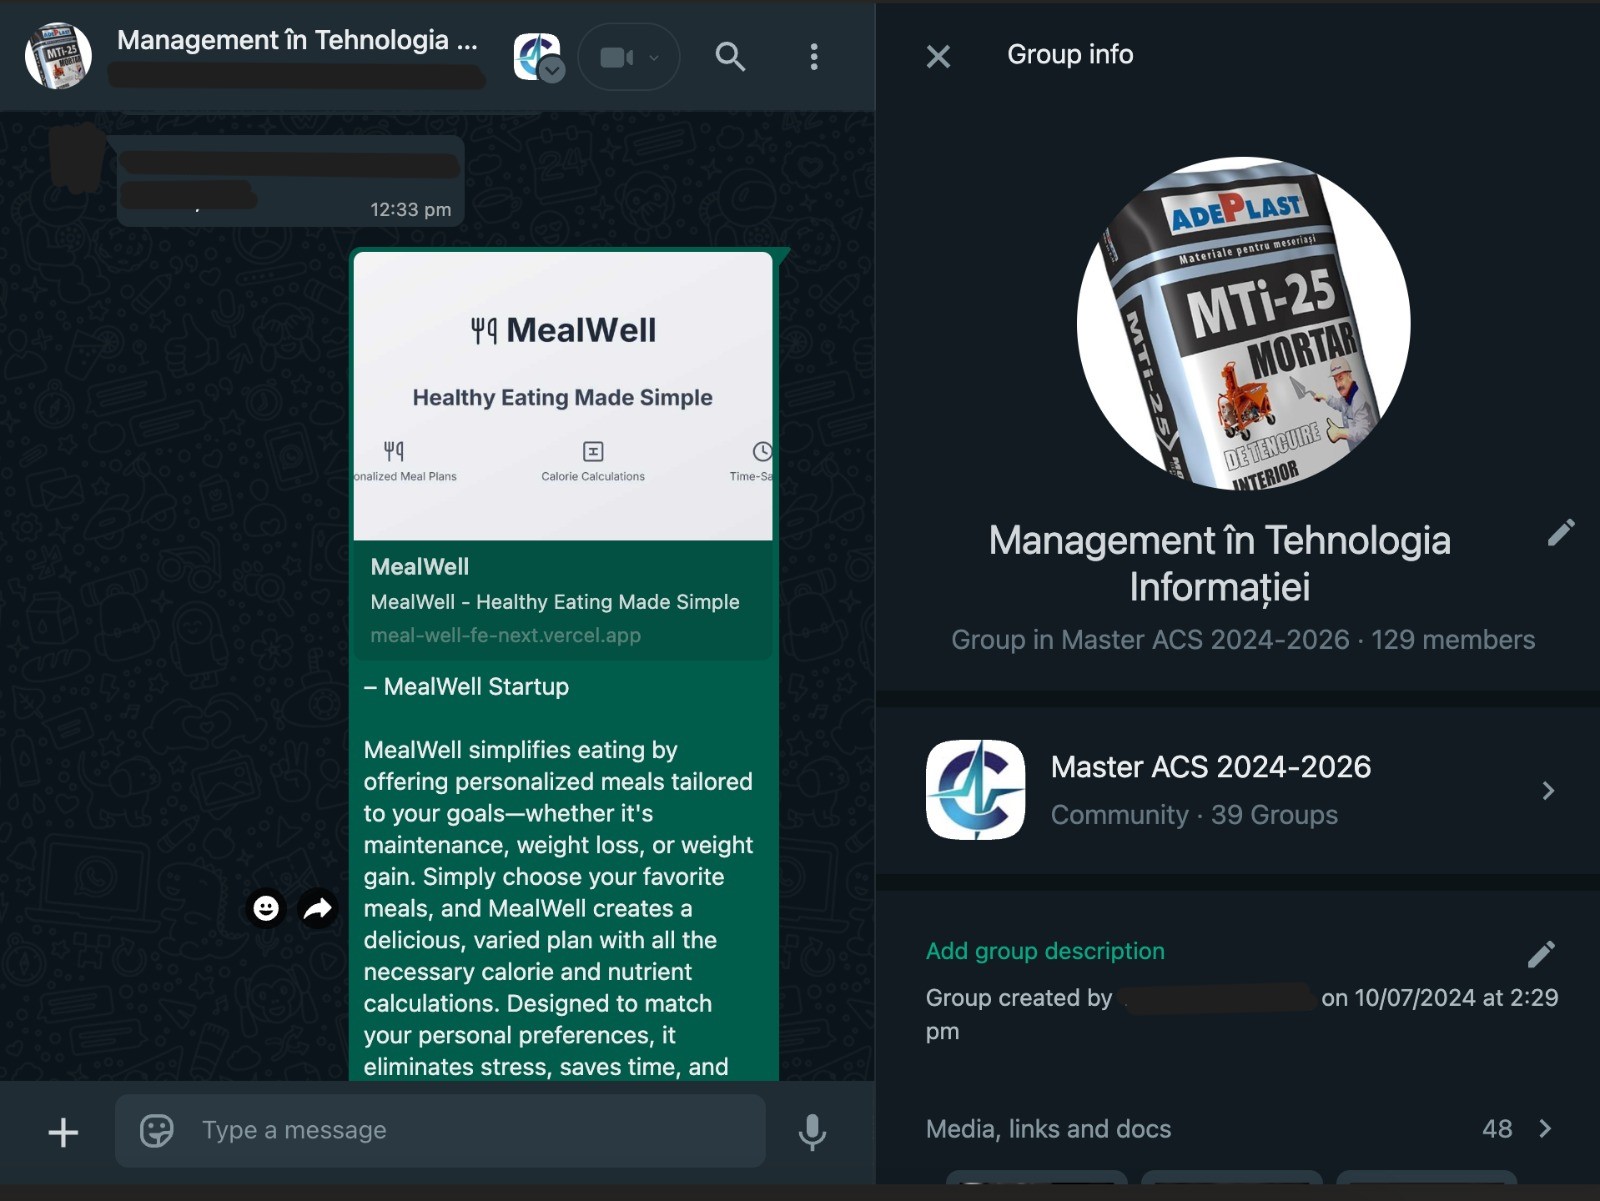 Management în Tehnologia ...
12:33 pm
MealWell
Healthy Eating Made Simple
onalized Meal Plans
Calorie Calculations
Time-Sa
MealWell
MealWell - Healthy Eating Made Simple
meal-well-fe-next.vercel.app
– MealWell Startup
MealWell simplifies eating by
offering personalized meals tailored
to your goals—whether it's
maintenance, weight loss, or weight
gain. Simply choose your favorite
meals, and MealWell creates a
delicious, varied plan with all the
necessary calorie and nutrient
calculations. Designed to match
your personal preferences, it
eliminates stress, saves time, and
Type a message
Group info
ADEPLAST
Materiale pentru meseriași
MTi-25
MORTAR
DE TENCUIRE
INTERIOR
MTi-25
Management în Tehnologia
Informației
Group in Master ACS 2024-2026 · 129 members
Master ACS 2024-2026
Community · 39 Groups
Add group description
Group created by on 10/07/2024 at 2:29
pm
Media, links and docs 48